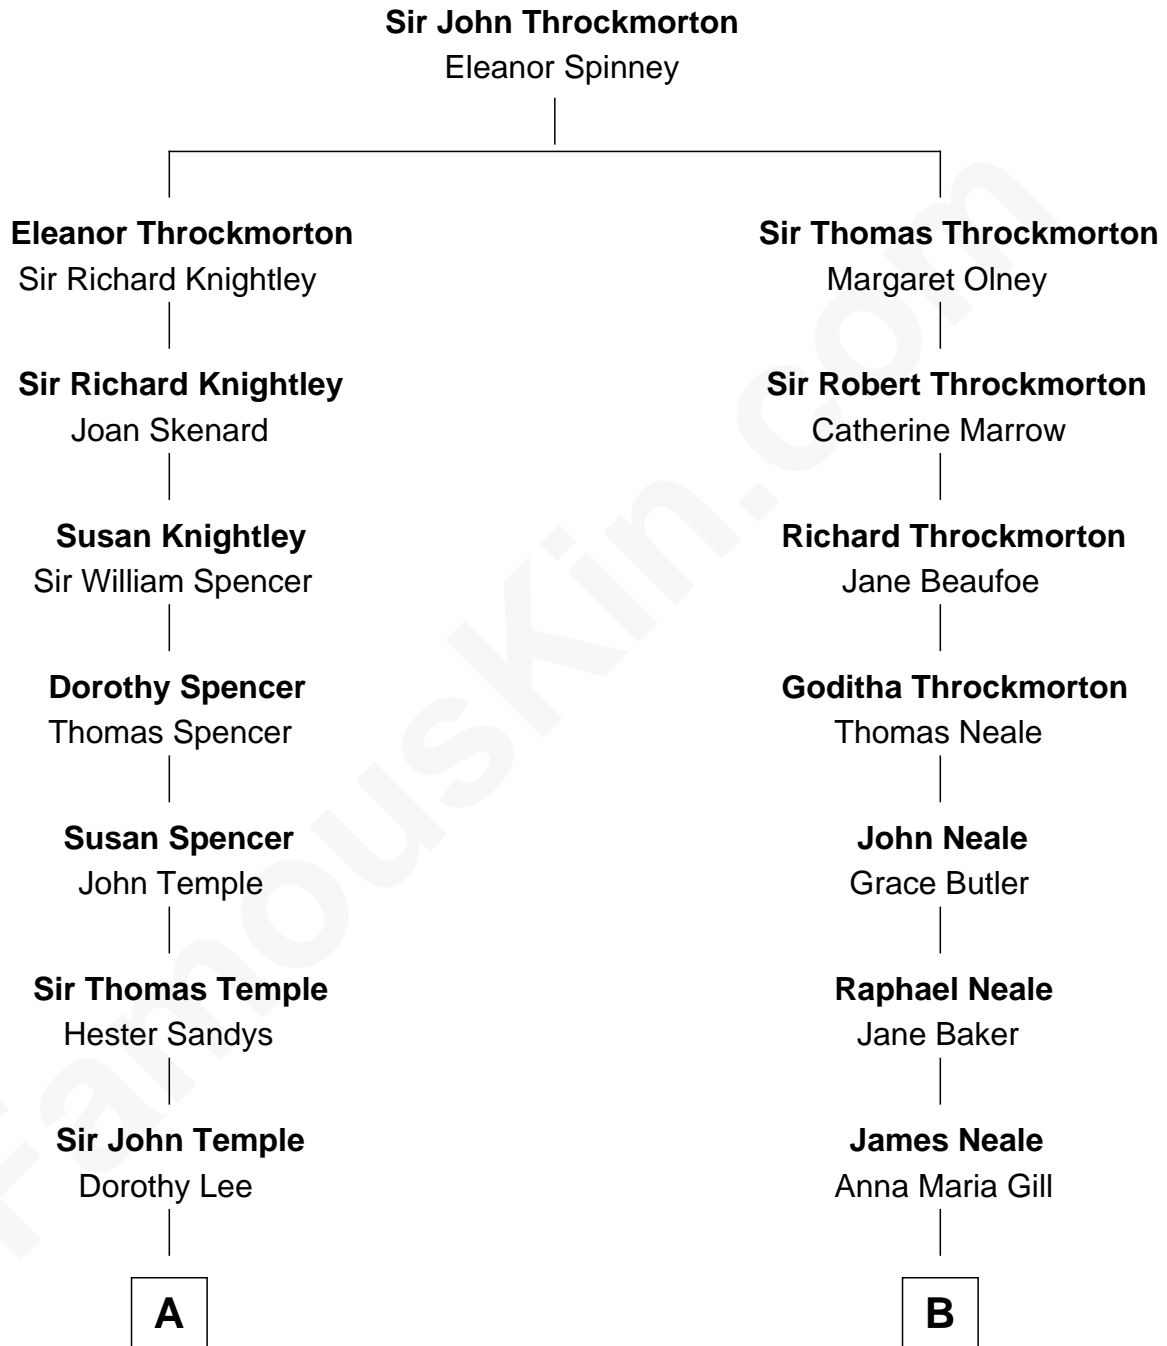 Sir John Throckmorton
Eleanor Spinney
Eleanor Throckmorton
Sir Richard Knightley
Sir Thomas Throckmorton
Margaret Olney
Sir Richard Knightley
Joan Skenard
Sir Robert Throckmorton
Catherine Marrow
Susan Knightley
Sir William Spencer
Richard Throckmorton
Jane Beaufoe
Dorothy Spencer
Thomas Spencer
Goditha Throckmorton
Thomas Neale
Susan Spencer
John Temple
John Neale
Grace Butler
Sir Thomas Temple
Hester Sandys
Raphael Neale
Jane Baker
Sir John Temple
Dorothy Lee
James Neale
Anna Maria Gill
A
B
FamousKin.com